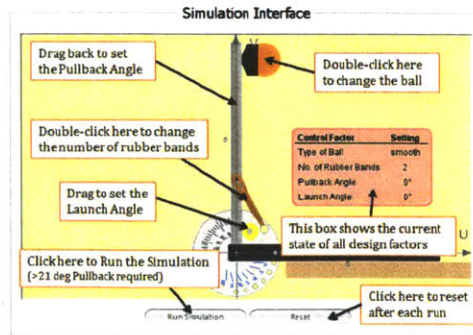 Simulation Interface
Drag back to set
the Pullback Angle
Double-click here
to change the ball
Double-click here to change
the number of rubber bands
Control Factor Setting
Type of Ball smooth
No. of Rubber Bands 2
Pullback Angle 0°
Launch Angle 0°
Drag to set the
Launch Angle
This box shows the current
state of all design factors
U
Click here to Run the Simulation
(>21 deg Pullback required)
Click here to reset
after each run
Run Simulation
Reset